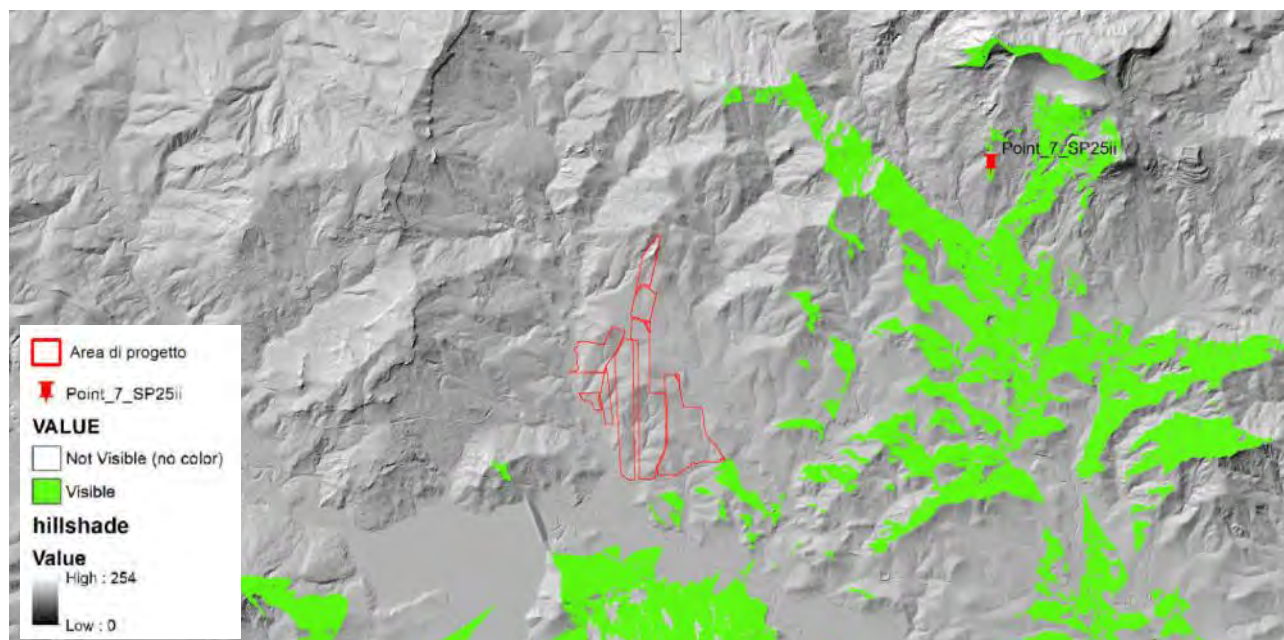 Point_7_SP25ii
Area di progetto
Point_7_SP25ii
VALUE
Not Visible (no color)
Visible
hillshade
Value
High : 254
Low : 0